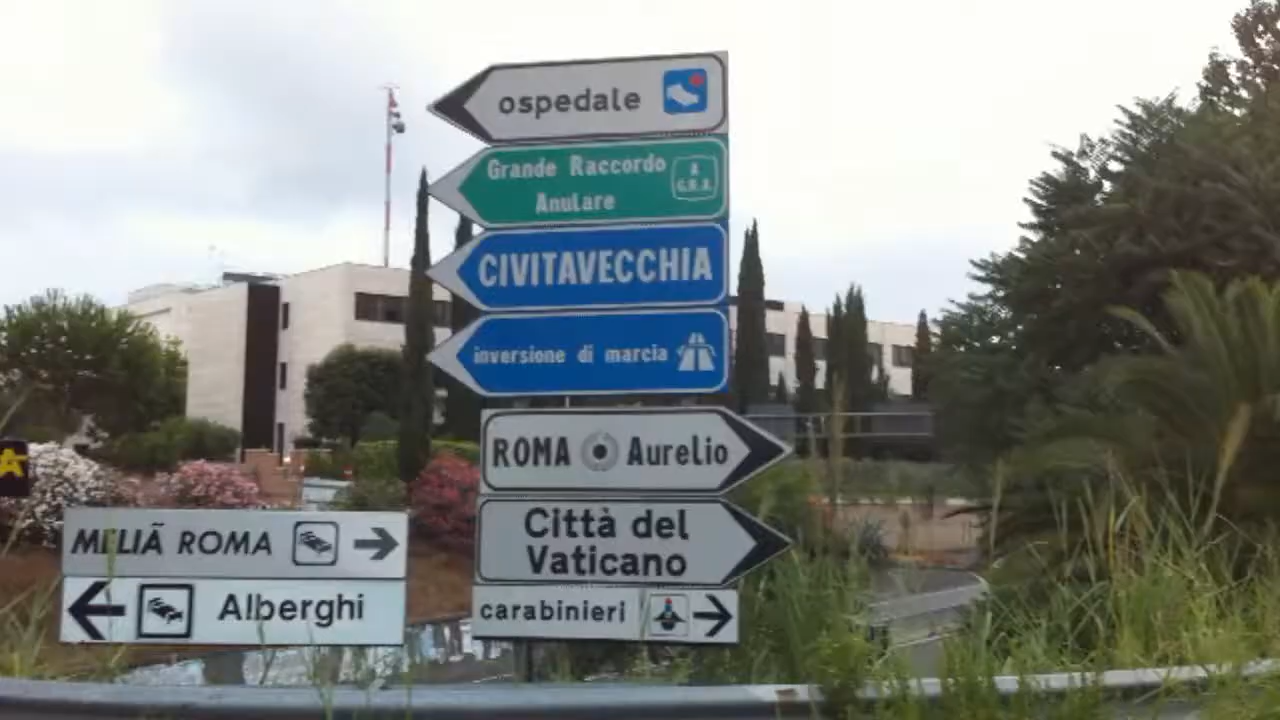 ospedale
Grande Raccordo
Anulare
A
G.R.A.
CIVITAVECCHIA
inversione di marcia
ROMA Aurelio
Città del
Vaticano
carabinieri
MELIÃ ROMA
Alberghi
A